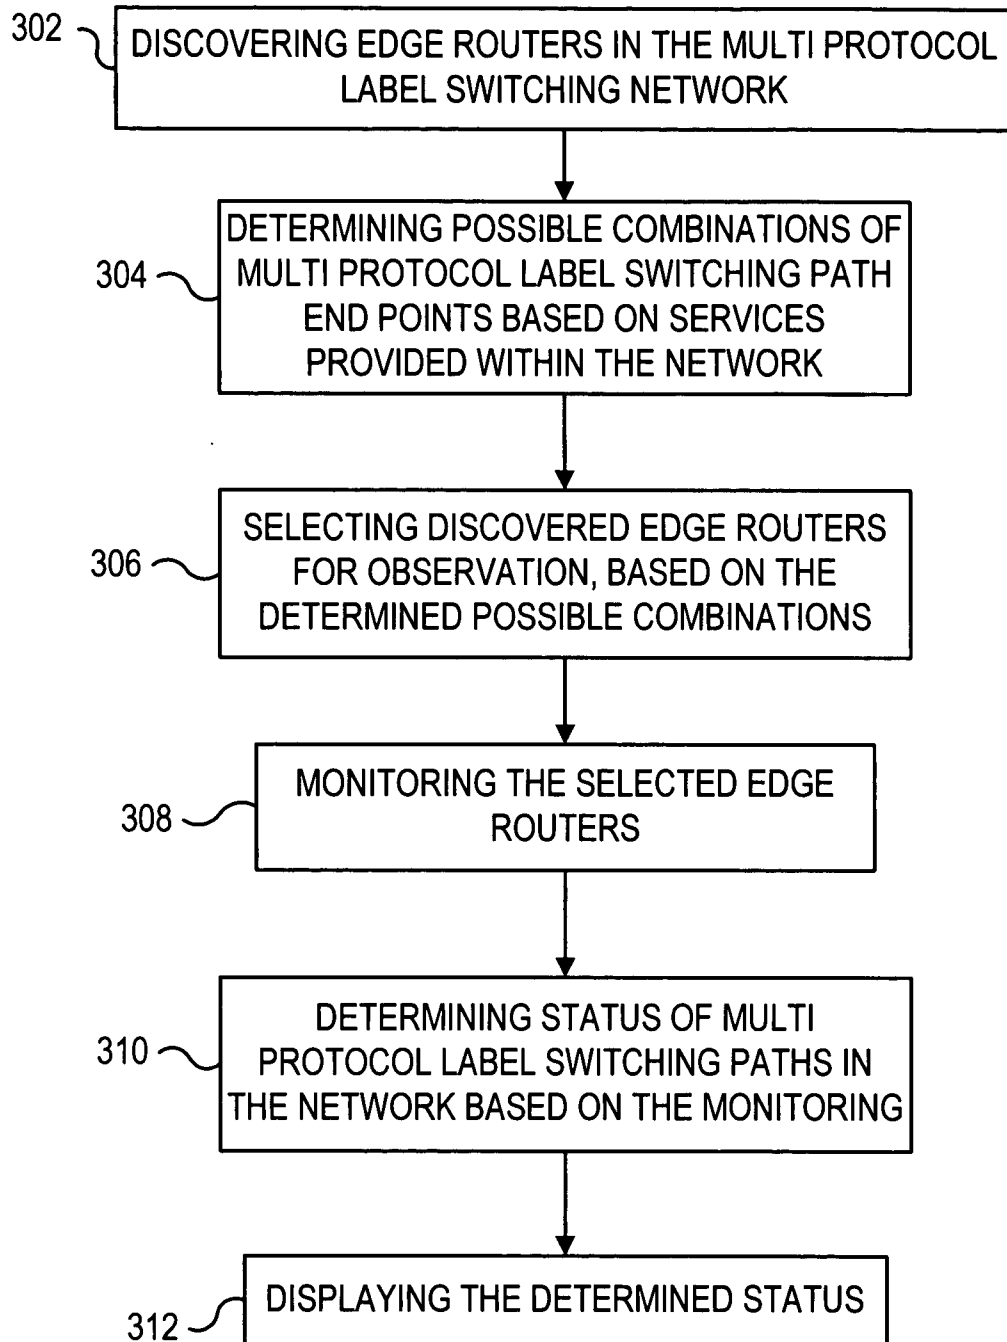 302
DISCOVERING EDGE ROUTERS IN THE MULTI PROTOCOL
LABEL SWITCHING NETWORK
304
DETERMINING POSSIBLE COMBINATIONS OF
MULTI PROTOCOL LABEL SWITCHING PATH
END POINTS BASED ON SERVICES
PROVIDED WITHIN THE NETWORK
306
SELECTING DISCOVERED EDGE ROUTERS
FOR OBSERVATION, BASED ON THE
DETERMINED POSSIBLE COMBINATIONS
308
MONITORING THE SELECTED EDGE
ROUTERS
310
DETERMINING STATUS OF MULTI
PROTOCOL LABEL SWITCHING PATHS IN
THE NETWORK BASED ON THE MONITORING
312
DISPLAYING THE DETERMINED STATUS